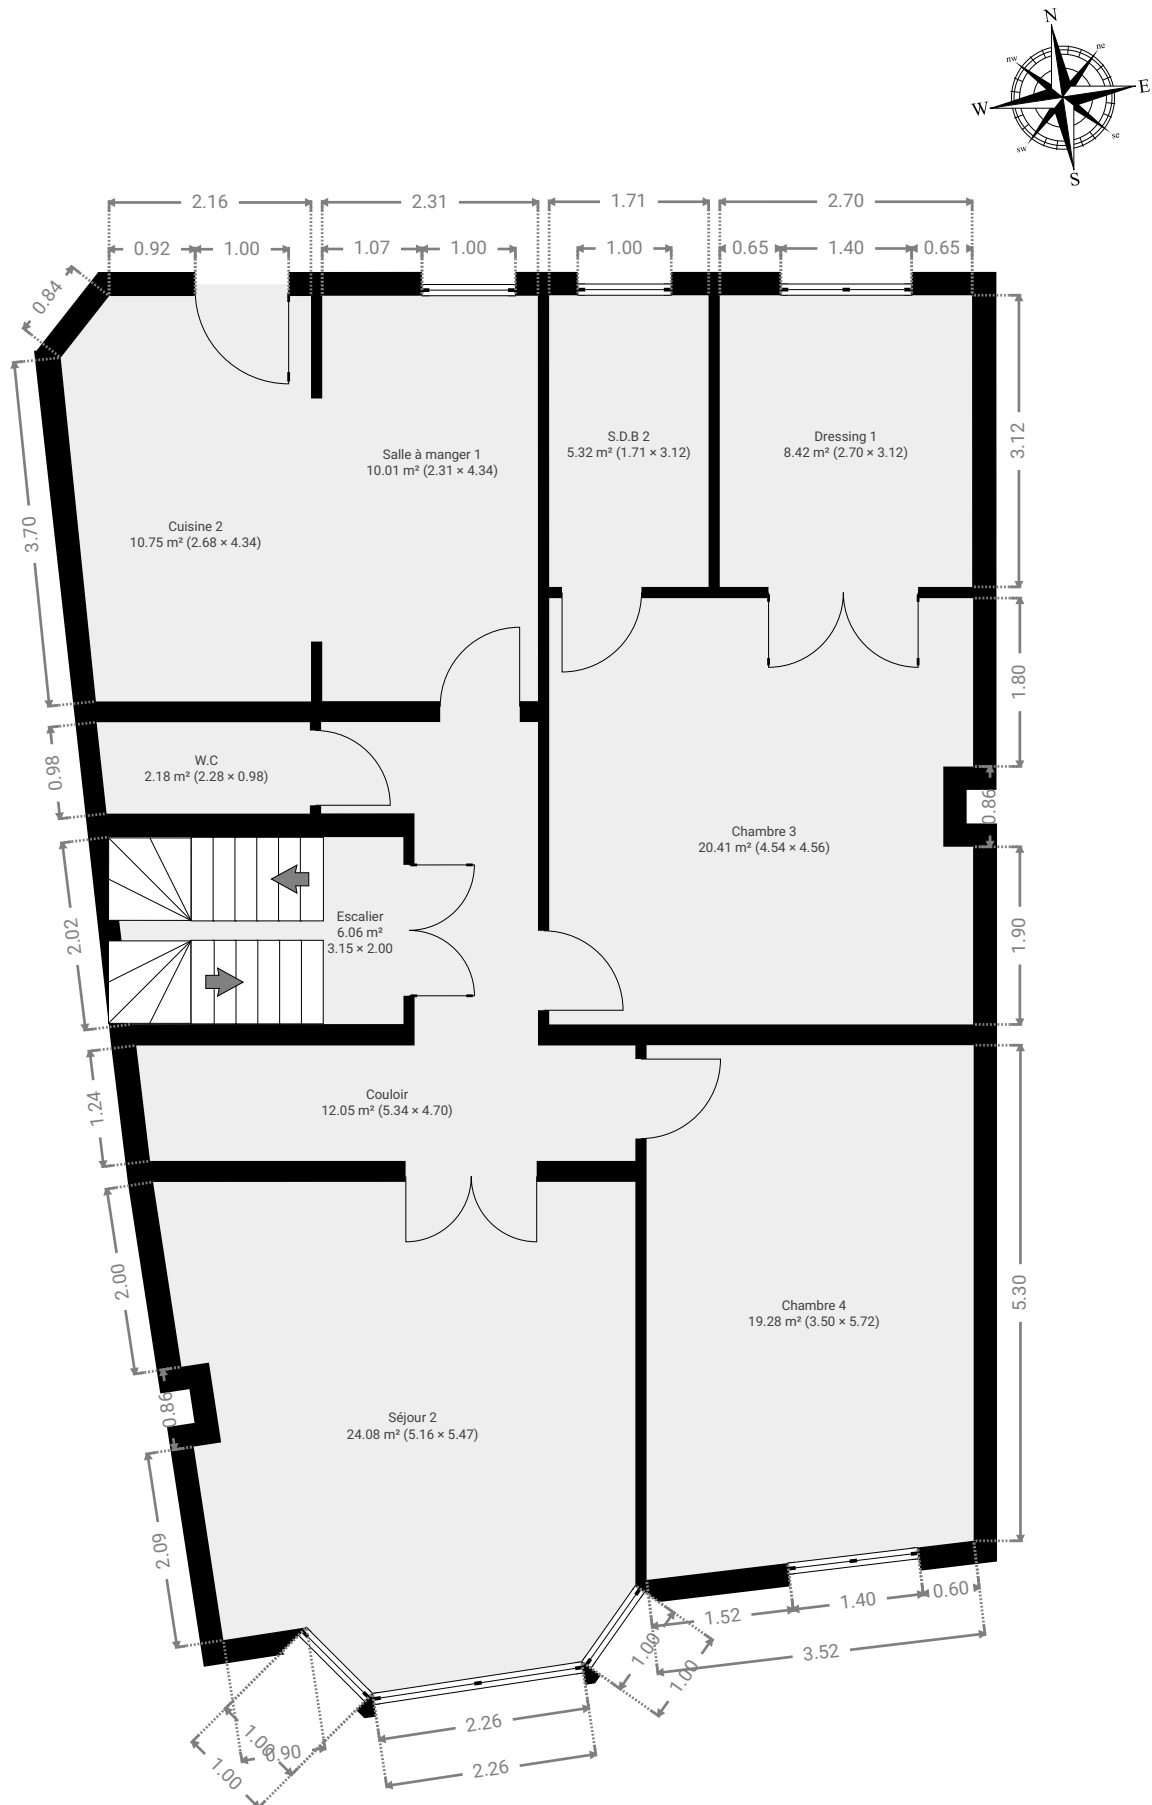 N
nw
ne
W
E
sw
se
S
2.16
2.31
1.71
2.70
0.92
1.00
1.07
1.00
1.00
0.65
1.40
0.65
0.84
3.12
Salle à manger 1
10.01 m² (2.31 × 4.34)
S.D.B 2
5.32 m² (1.71 × 3.12)
Dressing 1
8.42 m² (2.70 × 3.12)
3.70
Cuisine 2
10.75 m² (2.68 × 4.34)
1.80
W.C
2.18 m² (2.28 × 0.98)
0.98
0.86
Chambre 3
20.41 m² (4.54 × 4.56)
2.02
Escalier
6.06 m²
3.15 × 2.00
1.90
1.24
Couloir
12.05 m² (5.34 × 4.70)
2.00
5.30
Chambre 4
19.28 m² (3.50 × 5.72)
0.86
Séjour 2
24.08 m² (5.16 × 5.47)
2.09
1.52
1.40
0.60
3.52
1.00
1.00
2.26
2.26
1.00
0.90
1.00